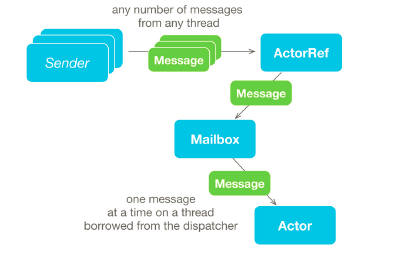 any number of messages
from any thread
Sender
Message
ActorRef
Message
Mailbox
Message
one message
at a time on a thread
borrowed from the dispatcher
Actor